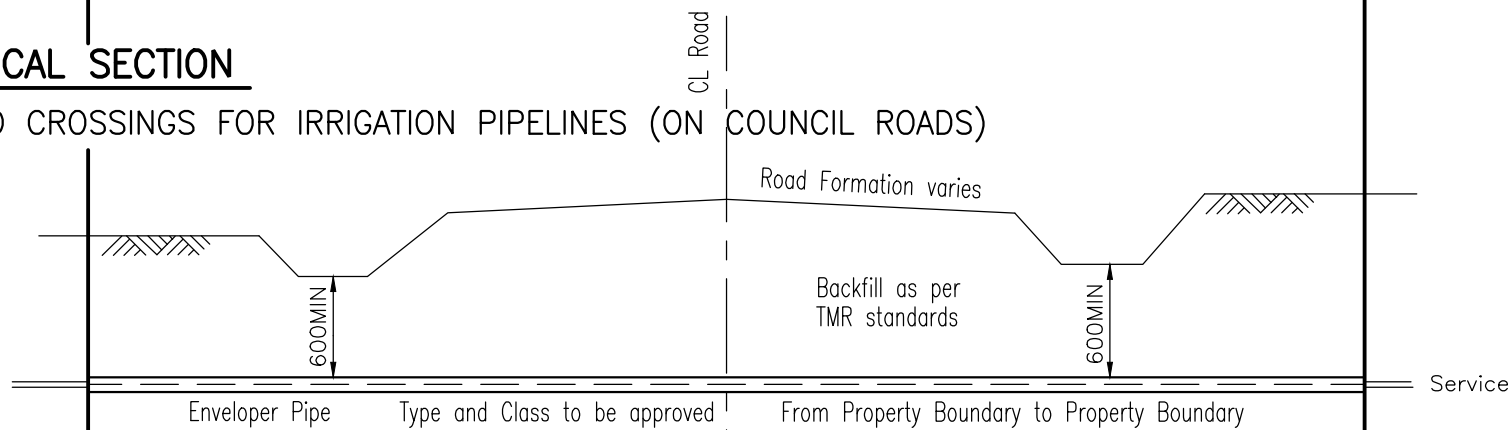 CAL SECTION
CROSSINGS FOR IRRIGATION PIPELINES (ON COUNCIL ROADS)
CL Road
Road Formation varies
Backfill as per
TMR standards
600MIN
600MIN
Service
Enveloper Pipe Type and Class to be approved From Property Boundary to Property Boundary